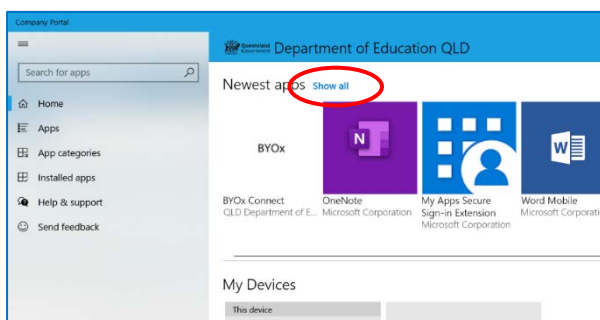 Company Portal
Queensland Government
Department of Education QLD
Search for apps
Home
Apps
App categories
Installed apps
Help & support
Send feedback
Newest apps Show all
BYOx
N
W
BYOx Connect
QLD Department of E...
OneNote
Microsoft Corporation
My Apps Secure
Sign-in Extension
Microsoft Corporation
Word Mobile
Microsoft Corporati
My Devices
This device